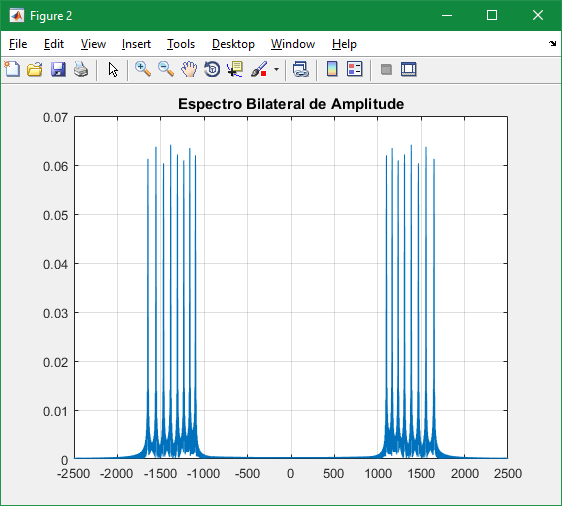 Figure 2
File Edit View Insert Tools Desktop Window Help
Espectro Bilateral de Amplitude
0.07
0.06
0.05
0.04
0.03
0.02
0.01
0
-2500 -2000 -1500 -1000 -500 0 500 1000 1500 2000 2500